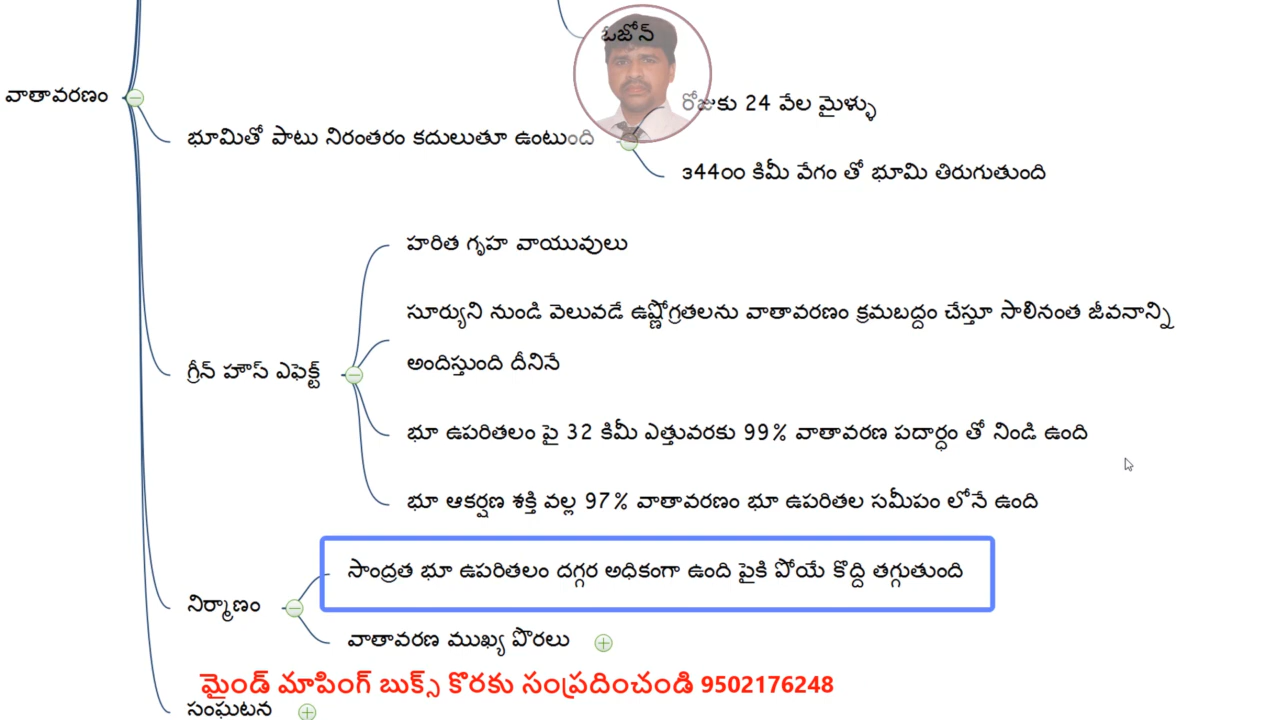 ఓజోన్
వాతావరణం
రోజుకు 24 వేల మైళ్ళు
భూమితో పాటు నిరంతరం కదులుతూ ఉంటుంది
౩44౦౦ కిమీ వేగం తో భూమి తిరుగుతుంది
హరిత గృహ వాయువులు
సూర్యుని నుండి వెలువడే ఉష్ణోగ్రతలను వాతావరణం క్రమబద్దం చేస్తూ సాలినంత జీవనాన్ని
అందిస్తుంది దీనినే
గ్రీన్ హౌస్ ఎఫెక్ట్
భూ ఉపరితలం పై 32 కిమీ ఎత్తువరకు 99% వాతావరణ పదార్ధం తో నిండి ఉంది
భూ ఆకర్షణ శక్తి వల్ల 97% వాతావరణం భూ ఉపరితల సమీపం లోనే ఉంది
సాంద్రత భూ ఉపరితలం దగ్గర అధికంగా ఉంది పైకి పోయే కొద్ది తగ్గుతుంది
నిర్మాణం
వాతావరణ ముఖ్య పొరలు
మైండ్ మాపింగ్ బుక్స్ కొరకు సంప్రదించండి 9502176248
సంఘటన